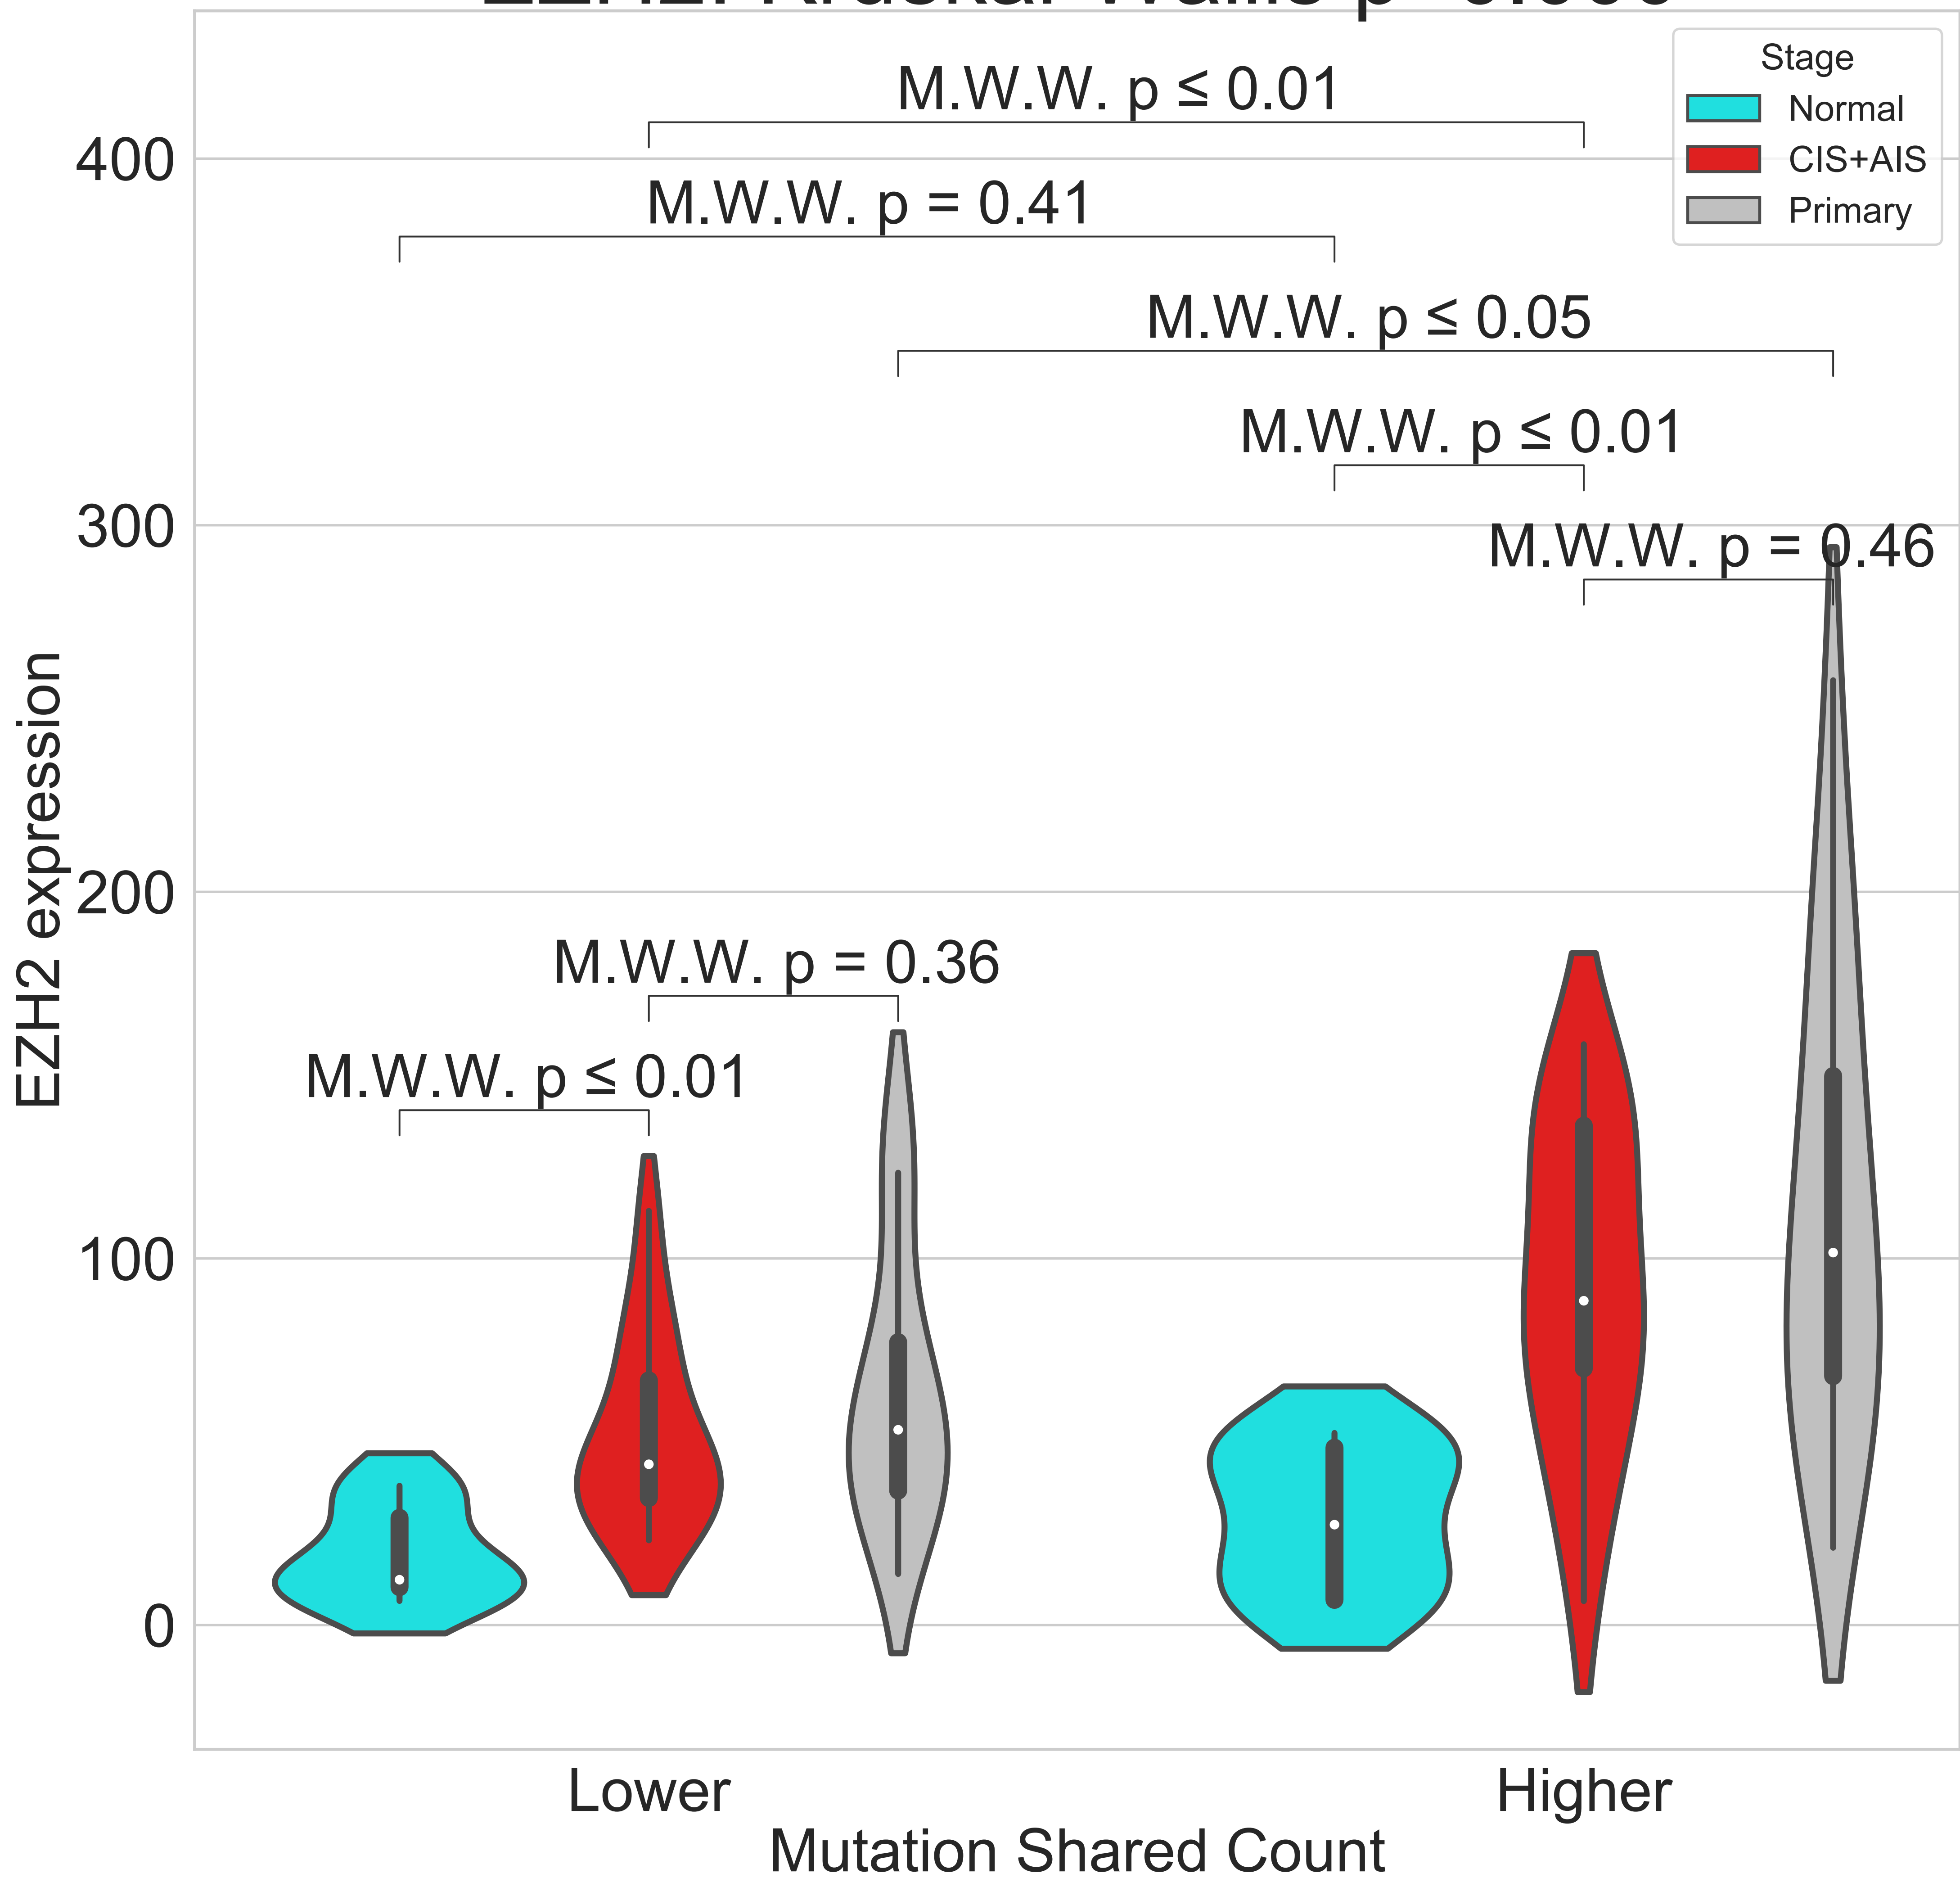 M.W.W. p ≤ 0.01
M.W.W. p = 0.41
M.W.W. p ≤ 0.05
M.W.W. p ≤ 0.01
M.W.W. p = 0.46
M.W.W. p = 0.36
M.W.W. p ≤ 0.01
Stage
Normal
CIS+AIS
Primary
EZH2 expression
400
300
200
100
0
Lower
Higher
Mutation Shared Count